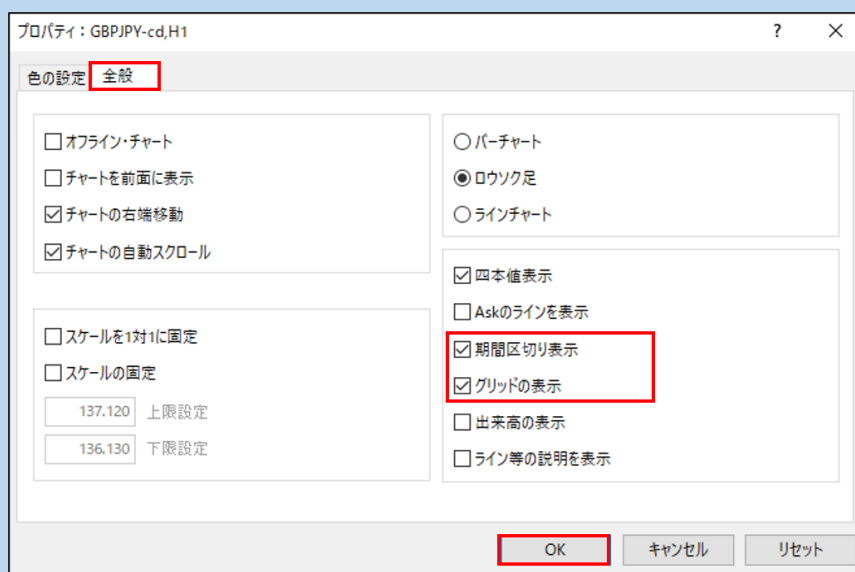 プロパティ：GBPJPY-cd,H1
?
色の設定 全般
オフライン・チャート
チャートを前面に表示
チャートの右端移動
チャートの自動スクロール
スケールを1対1に固定
スケールの固定
137.120 上限設定
136.130 下限設定
バーチャート
ロウソク足
ラインチャート
四本値表示
Askのラインを表示
期間区切り表示
グリッドの表示
出来高の表示
ライン等の説明を表示
OK キャンセル リセット